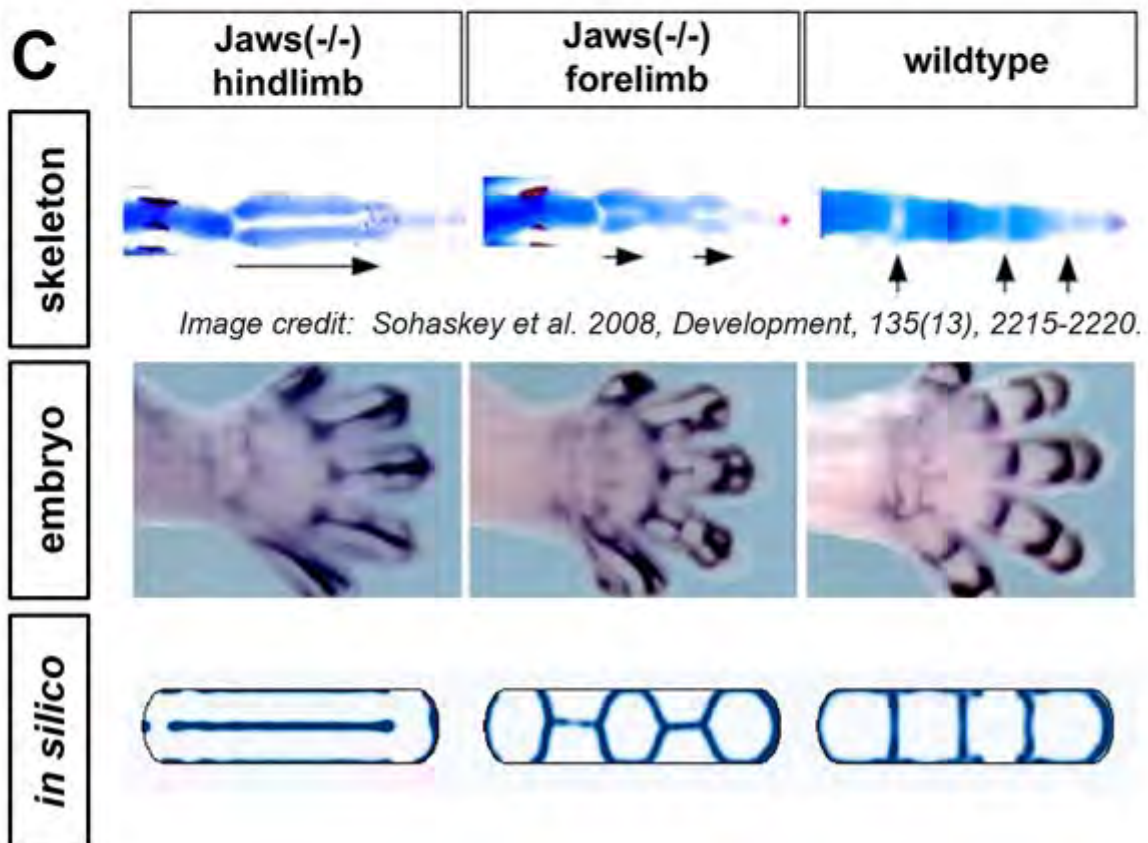 C
Jaws(-/-)
hindlimb
Jaws(-/-)
forelimb
wildtype
skeleton
Image credit: Sohaskey et al. 2008, Development, 135(13), 2215-2220.
embryo
in silico